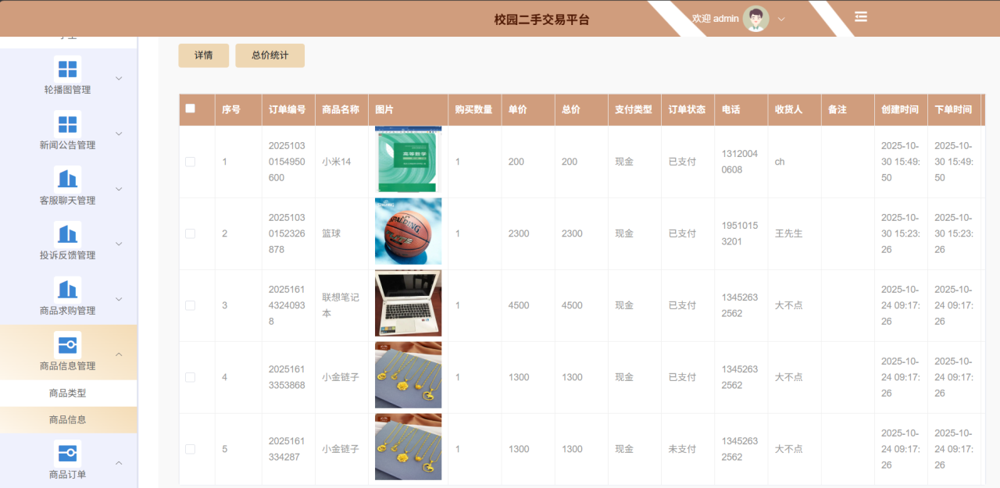 校园二手交易平台
欢迎 admin
轮播图管理
新闻公告管理
客服聊天管理
投诉反馈管理
商品求购管理
商品信息管理
商品类型
商品信息
商品订单
详情 总价统计
序号 订单编号 商品名称 图片 购买数量 单价 总价 支付类型 订单状态 电话 收货人 备注 创建时间 下单时间
1 20251030154950600 小米14 高等数学 1 200 200 现金 已支付 13120040608 ch 2025-10-30 15:49:50 2025-10-30 15:49:50
2 20251030152326878 篮球 SPALDING 1 2300 2300 现金 已支付 19510153201 王先生 2025-10-30 15:23:26 2025-10-30 15:23:26
3 20251614324093​8 联想笔记本 1 4500 4500 现金 已支付 13452632562 大不点 2025-10-24 09:17:26 2025-10-24 09:17:26
4 20251613353868 小金链子 1 1300 1300 现金 已支付 13452632562 大不点 2025-10-24 09:17:26 2025-10-24 09:17:26
5 2025161334287 小金链子 1 1300 1300 现金 未支付 13452632562 大不点 2025-10-24 09:17:26 2025-10-24 09:17:26